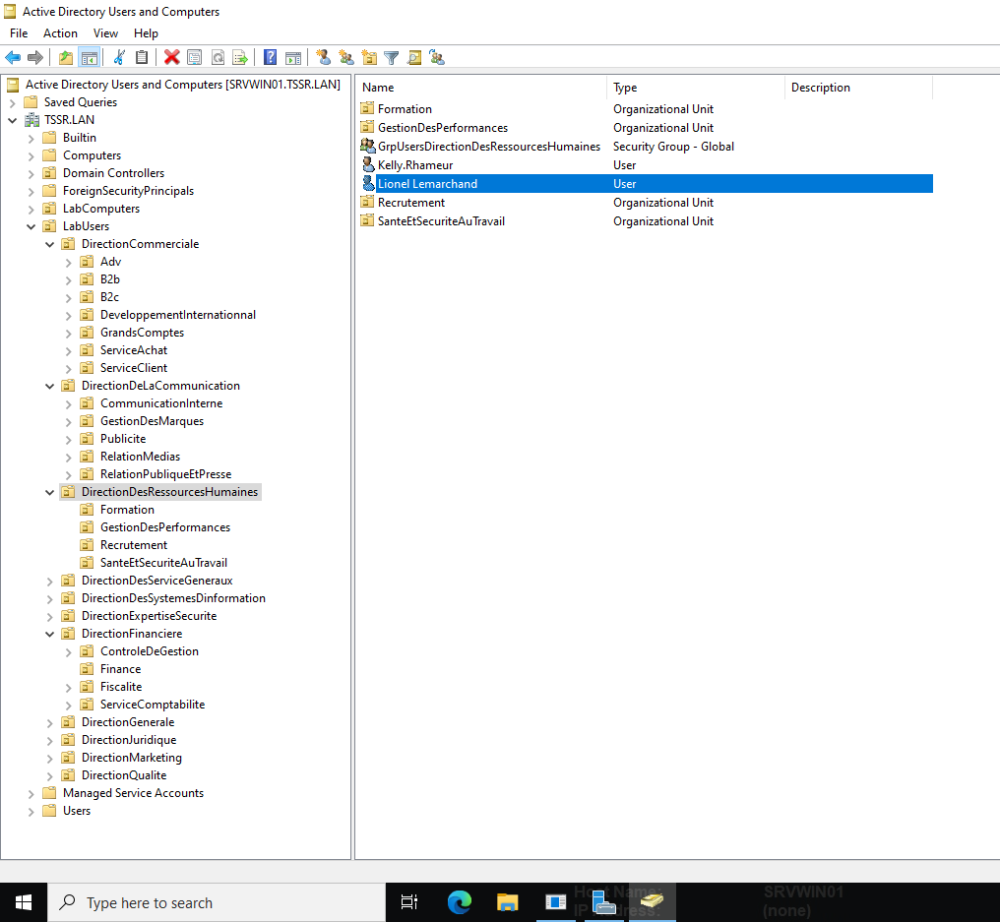 Active Directory Users and Computers
File Action View Help
Active Directory Users and Computers [SRVWIN01.TSSR.LAN]
Saved Queries
TSSR.LAN
Builtin
Computers
Domain Controllers
ForeignSecurityPrincipals
LabComputers
LabUsers
DirectionCommerciale
Adv
B2b
B2c
DeveloppementInternationnal
GrandsComptes
ServiceAchat
ServiceClient
DirectionDeLaCommunication
CommunicationInterne
GestionDesMarques
Publicite
RelationMedias
RelationPubliqueEtPresse
DirectionDesRessourcesHumaines
Formation
GestionDesPerformances
Recrutement
SanteEtSecuriteAuTravail
DirectionDesServiceGeneraux
DirectionDesSystemesDinformation
DirectionExpertiseSecurite
DirectionFinanciere
ControleDeGestion
Finance
Fiscalite
ServiceComptabilite
DirectionGenerale
DirectionJuridique
DirectionMarketing
DirectionQualite
Managed Service Accounts
Users
Name Type Description
Formation Organizational Unit
GestionDesPerformances Organizational Unit
GrpUsersDirectionDesRessourcesHumaines Security Group - Global
Kelly.Rhameur User
Lionel Lemarchand User
Recrutement Organizational Unit
SanteEtSecuriteAuTravail Organizational Unit
Type here to search
Name: SRVWIN01
IP (none)